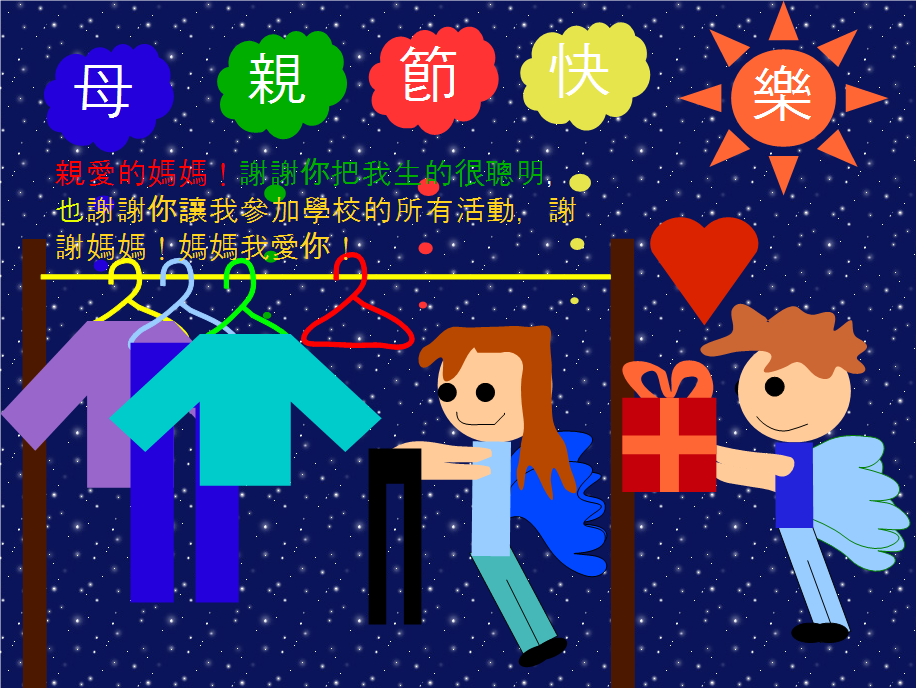 母親節快樂
親愛的媽媽！謝謝你把我生的很聰明,
也謝謝你讓我參加學校的所有活動, 謝
謝媽媽！媽媽我愛你！